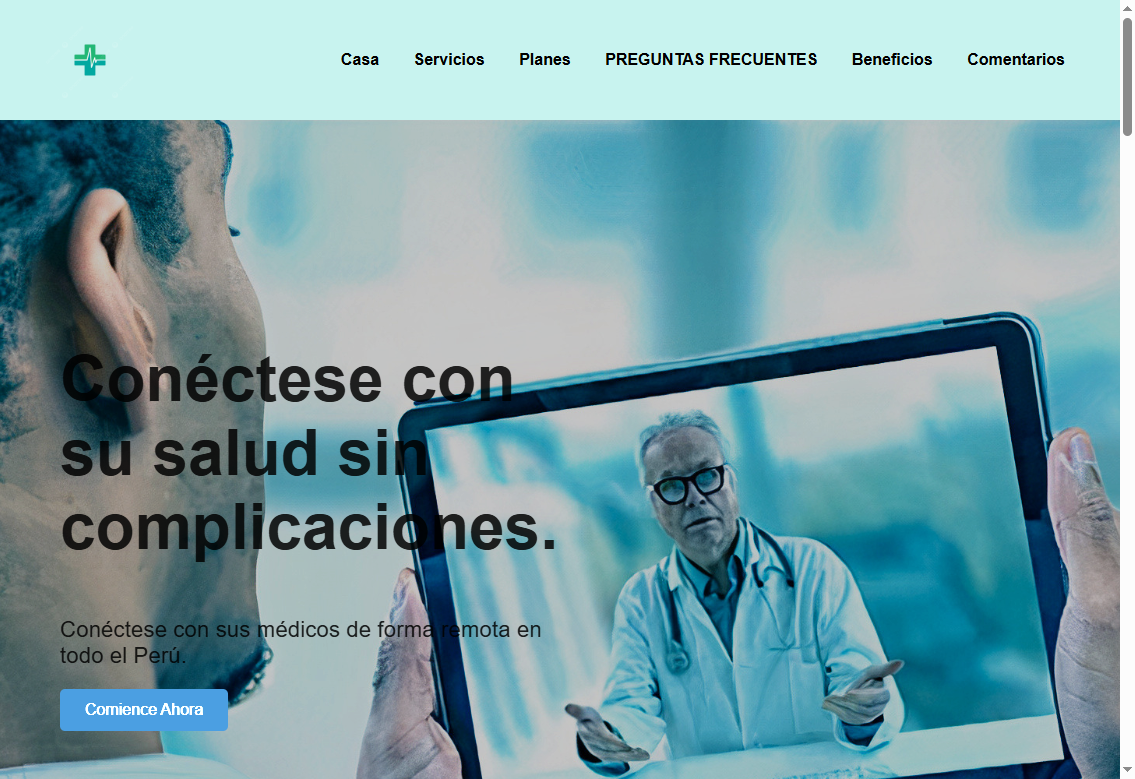 Casa Servicios Planes PREGUNTAS FRECUENTES Beneficios Comentarios
Conéctese con
su salud sin
complicaciones.
Conéctese con sus médicos de forma remota en
todo el Perú.
Comience Ahora